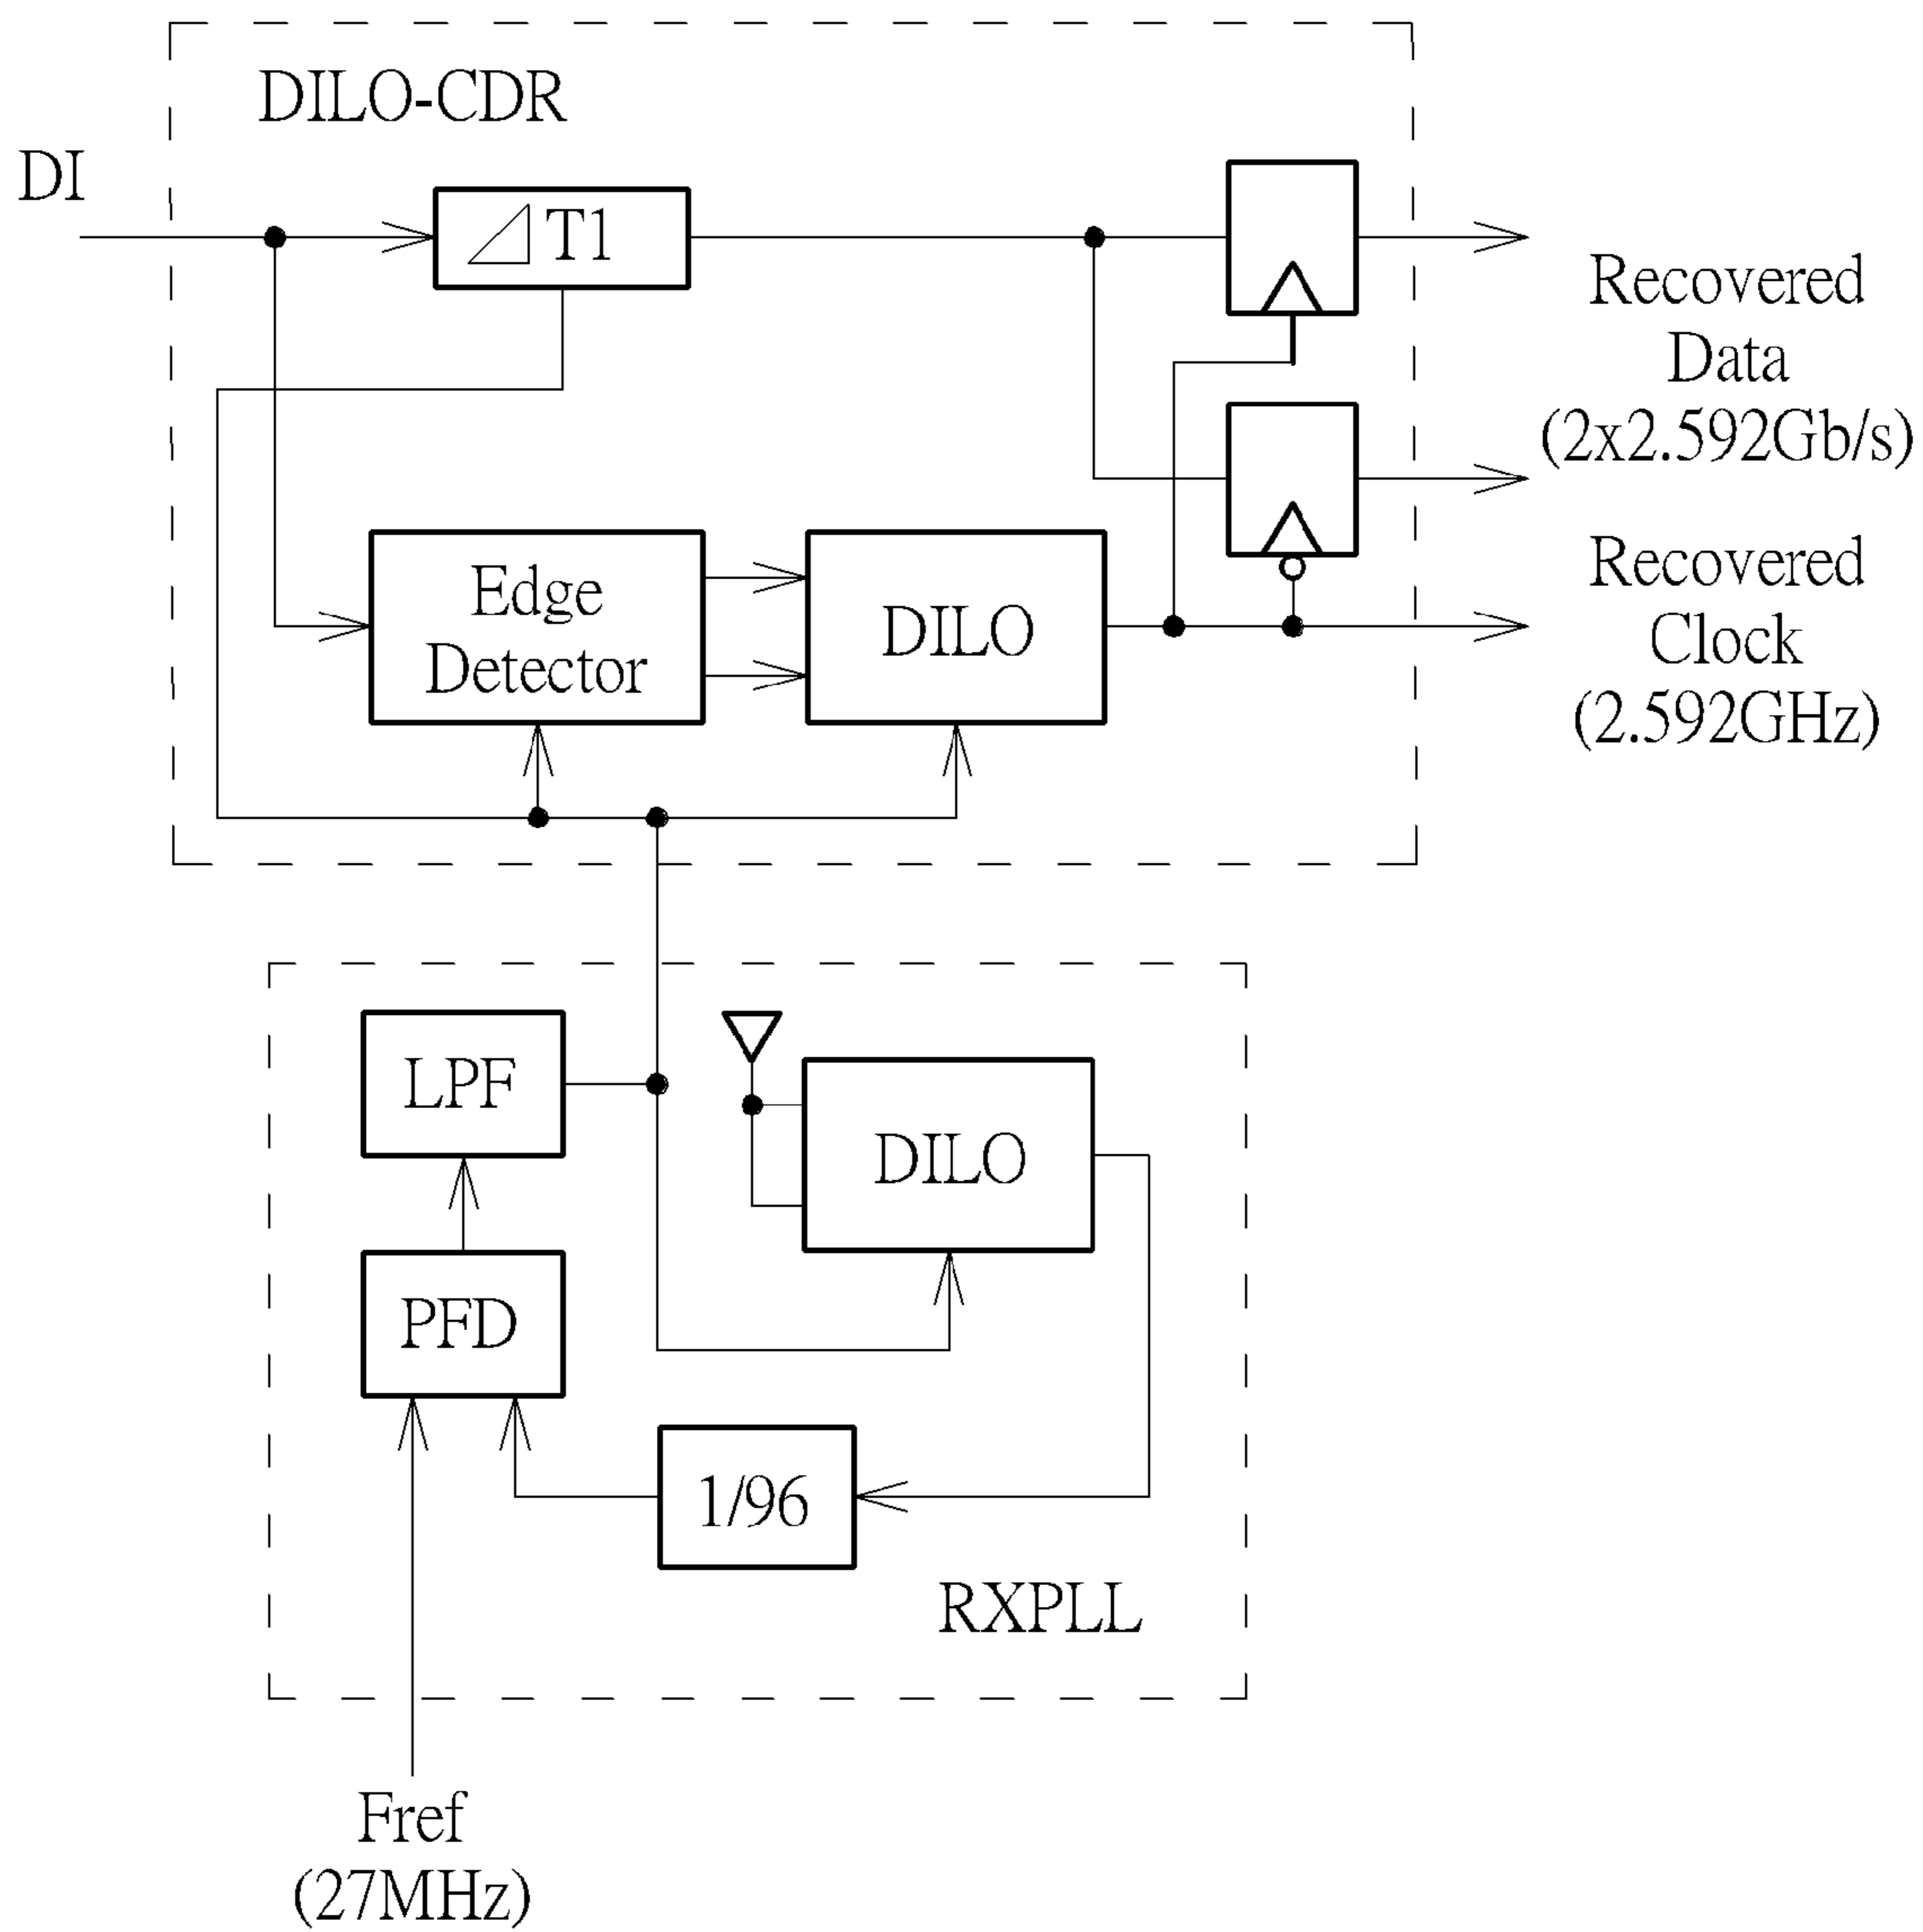 DILO-CDR
DI
⊿T1
Recovered
Data
(2x2.592Gb/s)
Edge
Detector
DILO
Recovered
Clock
(2.592GHz)
LPF
DILO
PFD
1/96
RXPLL
Fref
(27MHz)